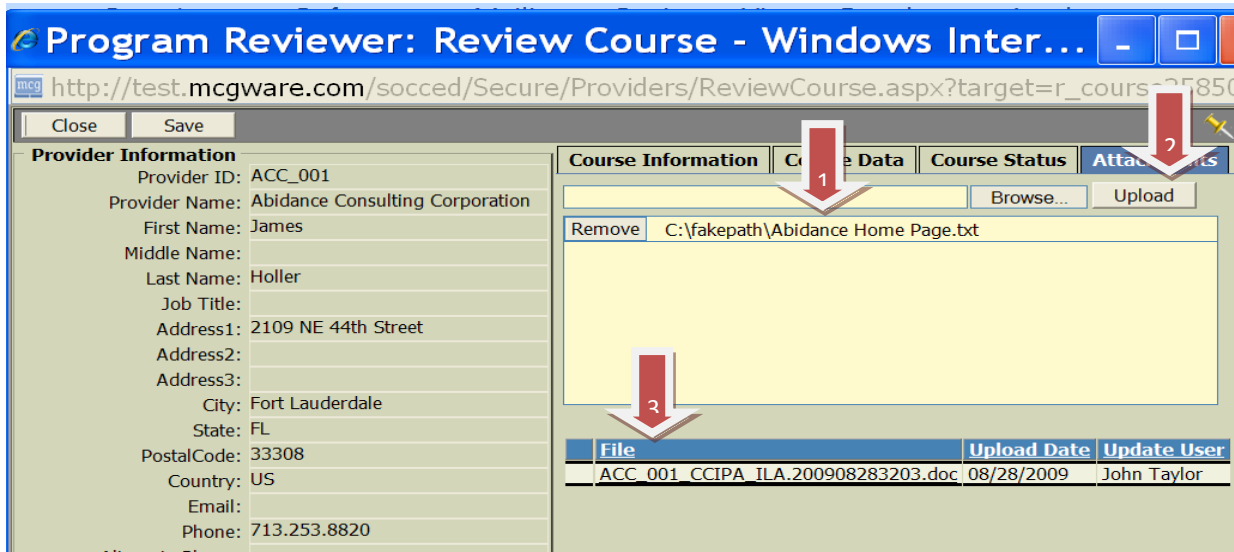 Program Reviewer: Review Course - Windows Inter...
http://test.mcgware.com/socced/Secure/Providers/ReviewCourse.aspx?target=r_course25850
Close Save
Provider Information
Provider ID: ACC_001
Provider Name: Abidance Consulting Corporation
First Name: James
Middle Name:
Last Name: Holler
Job Title:
Address1: 2109 NE 44th Street
Address2:
Address3:
City: Fort Lauderdale
State: FL
PostalCode: 33308
Country: US
Email:
Phone: 713.253.8820
Course Information Data Course Status
1
2
Browse... Upload
Remove C:\fakepath\Abidance Home Page.txt
3
File Upload Date Update User
ACC_001_CCIPA_ILA.200908283203.doc 08/28/2009 John Taylor